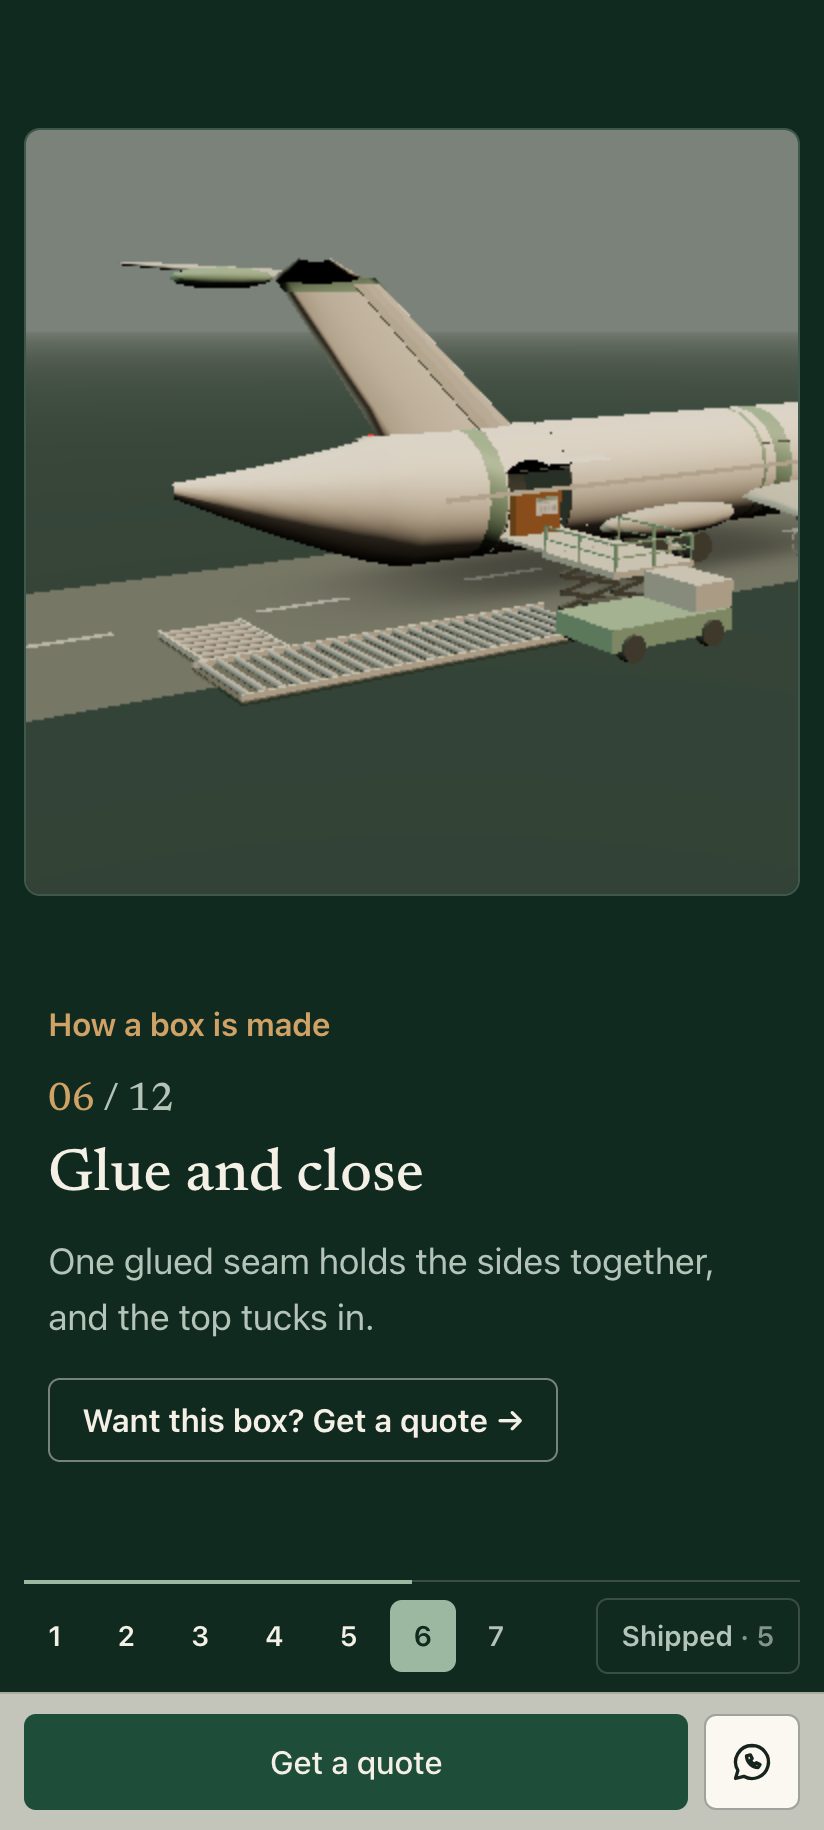 How a box is made
06 / 12
Glue and close
One glued seam holds the sides together,
and the top tucks in.
Want this box? Get a quote →
1 2 3 4 5 6 7 Shipped · 5
Get a quote